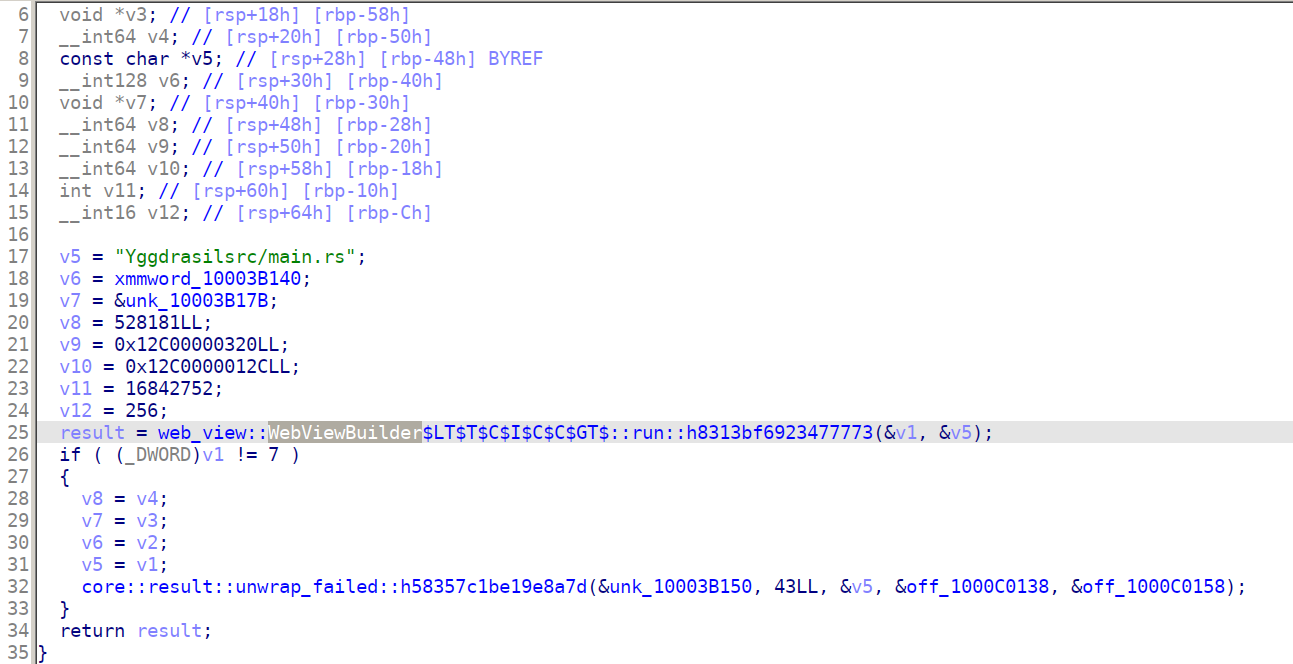 6 void *v3; // [rsp+18h] [rbp-58h]
7 __int64 v4; // [rsp+20h] [rbp-50h]
8 const char *v5; // [rsp+28h] [rbp-48h] BYREF
9 __int128 v6; // [rsp+30h] [rbp-40h]
10 void *v7; // [rsp+40h] [rbp-30h]
11 __int64 v8; // [rsp+48h] [rbp-28h]
12 __int64 v9; // [rsp+50h] [rbp-20h]
13 __int64 v10; // [rsp+58h] [rbp-18h]
14 int v11; // [rsp+60h] [rbp-10h]
15 __int16 v12; // [rsp+64h] [rbp-Ch]
16
17 v5 = "Yggdrasilsrc/main.rs";
18 v6 = xmmword_10003B140;
19 v7 = &unk_10003B17B;
20 v8 = 528181LL;
21 v9 = 0x12C00000320LL;
22 v10 = 0x12C0000012CLL;
23 v11 = 16842752;
24 v12 = 256;
25 result = web_view::WebViewBuilder$LT$T$C$I$C$C$GT$::run::h8313bf6923477773(&v1, &v5);
26 if ( (_DWORD)v1 != 7 )
27 {
28 v8 = v4;
29 v7 = v3;
30 v6 = v2;
31 v5 = v1;
32 core::result::unwrap_failed::h58357c1be19e8a7d(&unk_10003B150, 43LL, &v5, &off_1000C0138, &off_1000C0158);
33 }
34 return result;
35 }